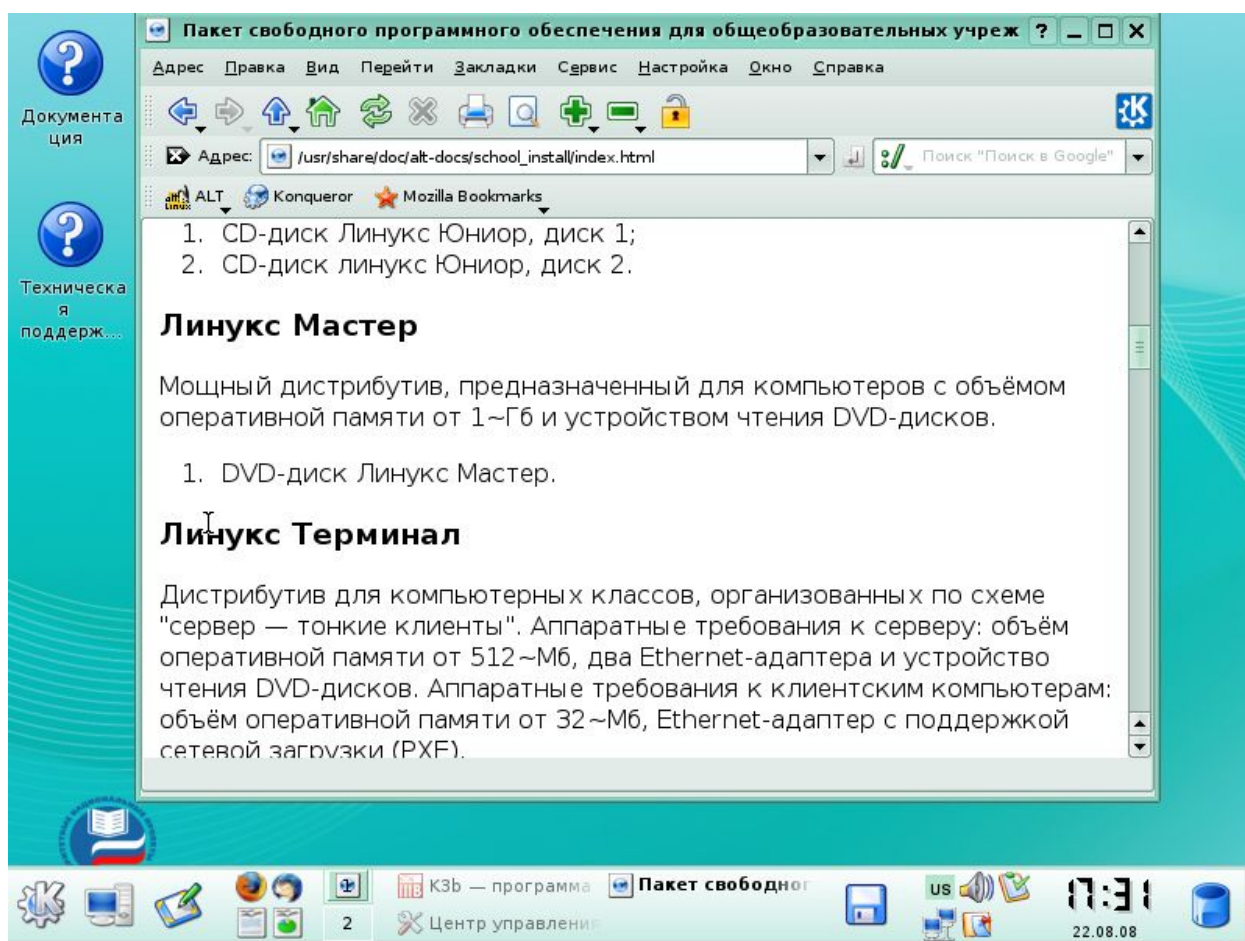 Документа
ция
Техническа
я
поддерж...
Пакет свободного программного обеспечения для общеобразовательных учреж
Адрес Правка Вид Перейти Закладки Сервис Настройка Окно Справка
Адрес: /usr/share/doc/alt-docs/school_install/index.html Поиск "Поиск в Google"
ALT Konqueror Mozilla Bookmarks
1. CD-диск Линукс Юниор, диск 1;
2. CD-диск линукс Юниор, диск 2.
Линукс Мастер
Мощный дистрибутив, предназначенный для компьютеров с объёмом
оперативной памяти от 1~Гб и устройством чтения DVD-дисков.
1. DVD-диск Линукс Мастер.
Линукс Терминал
Дистрибутив для компьютерных классов, организованных по схеме
"сервер — тонкие клиенты". Аппаратные требования к серверу: объём
оперативной памяти от 512~Мб, два Ethernet-адаптера и устройство
чтения DVD-дисков. Аппаратные требования к клиентским компьютерам:
объём оперативной памяти от 32~Мб, Ethernet-адаптер с поддержкой
сетевой загрузки (PXE).
2
K3b — программа
Центр управления
Пакет свободног
US
17:31
22.08.08